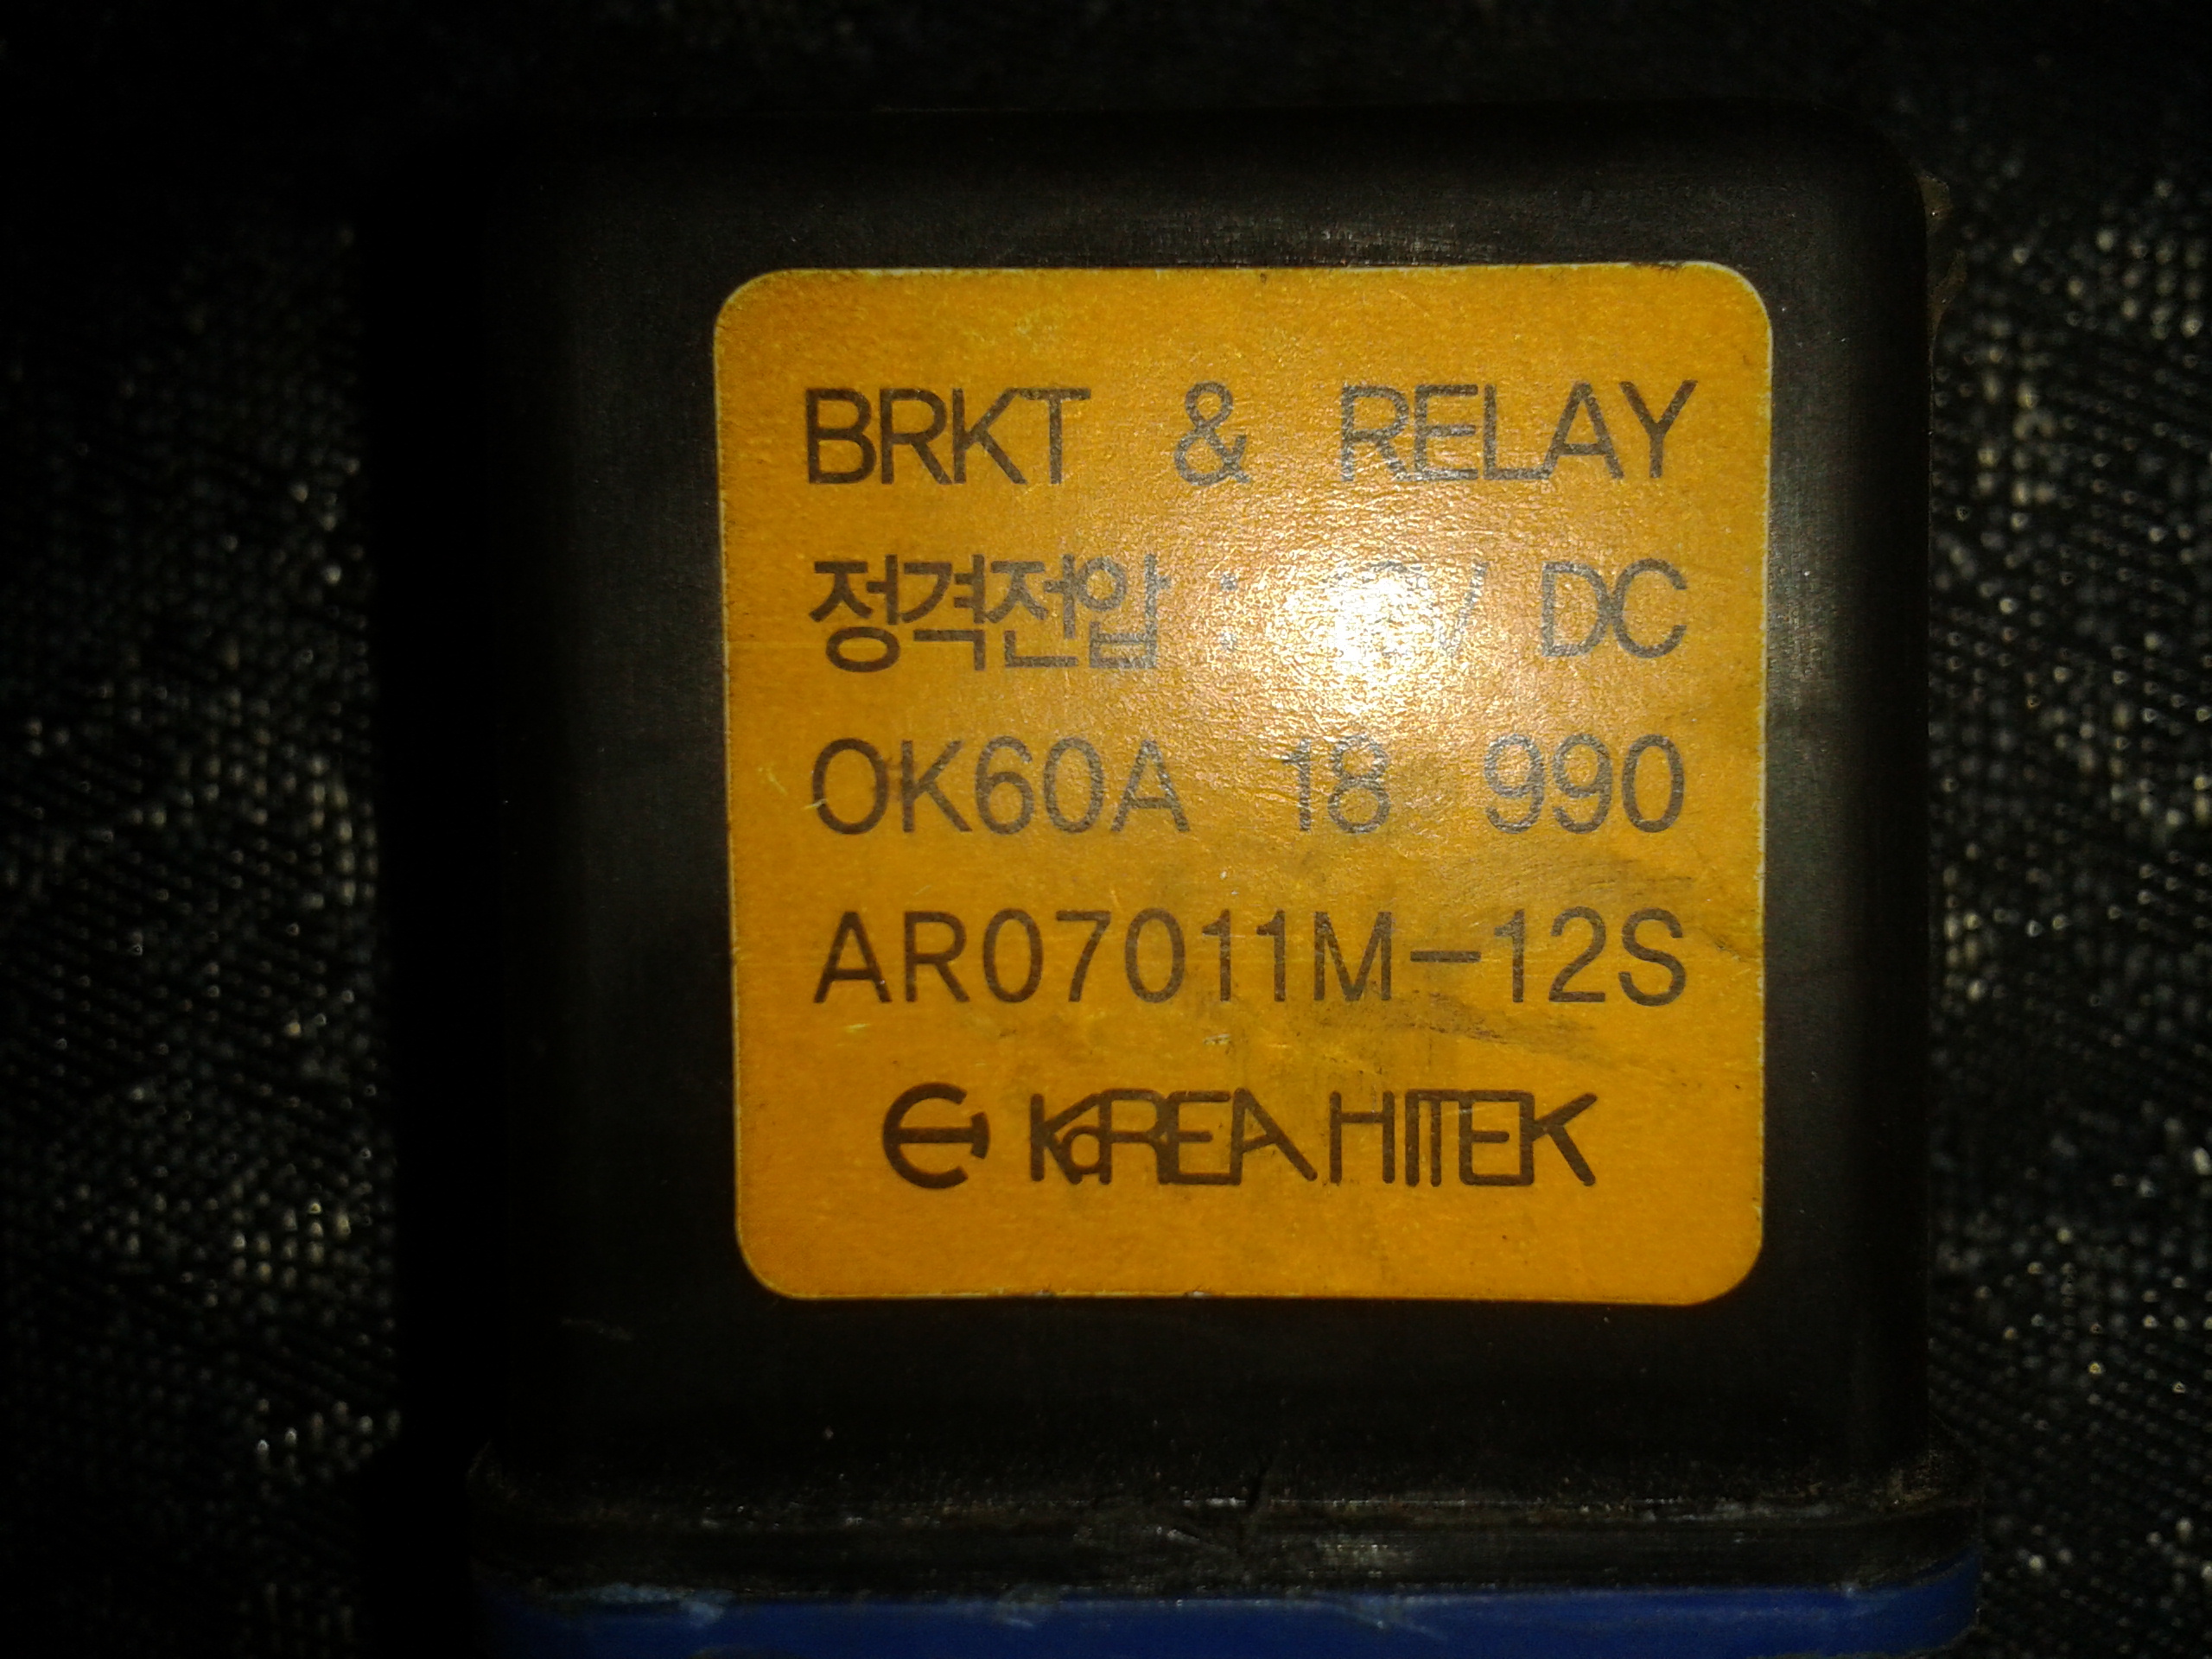 BRKT & RELAY
정격전압 : DC
OK60A 18 990
AR07011M-12S
KOREA HITEK